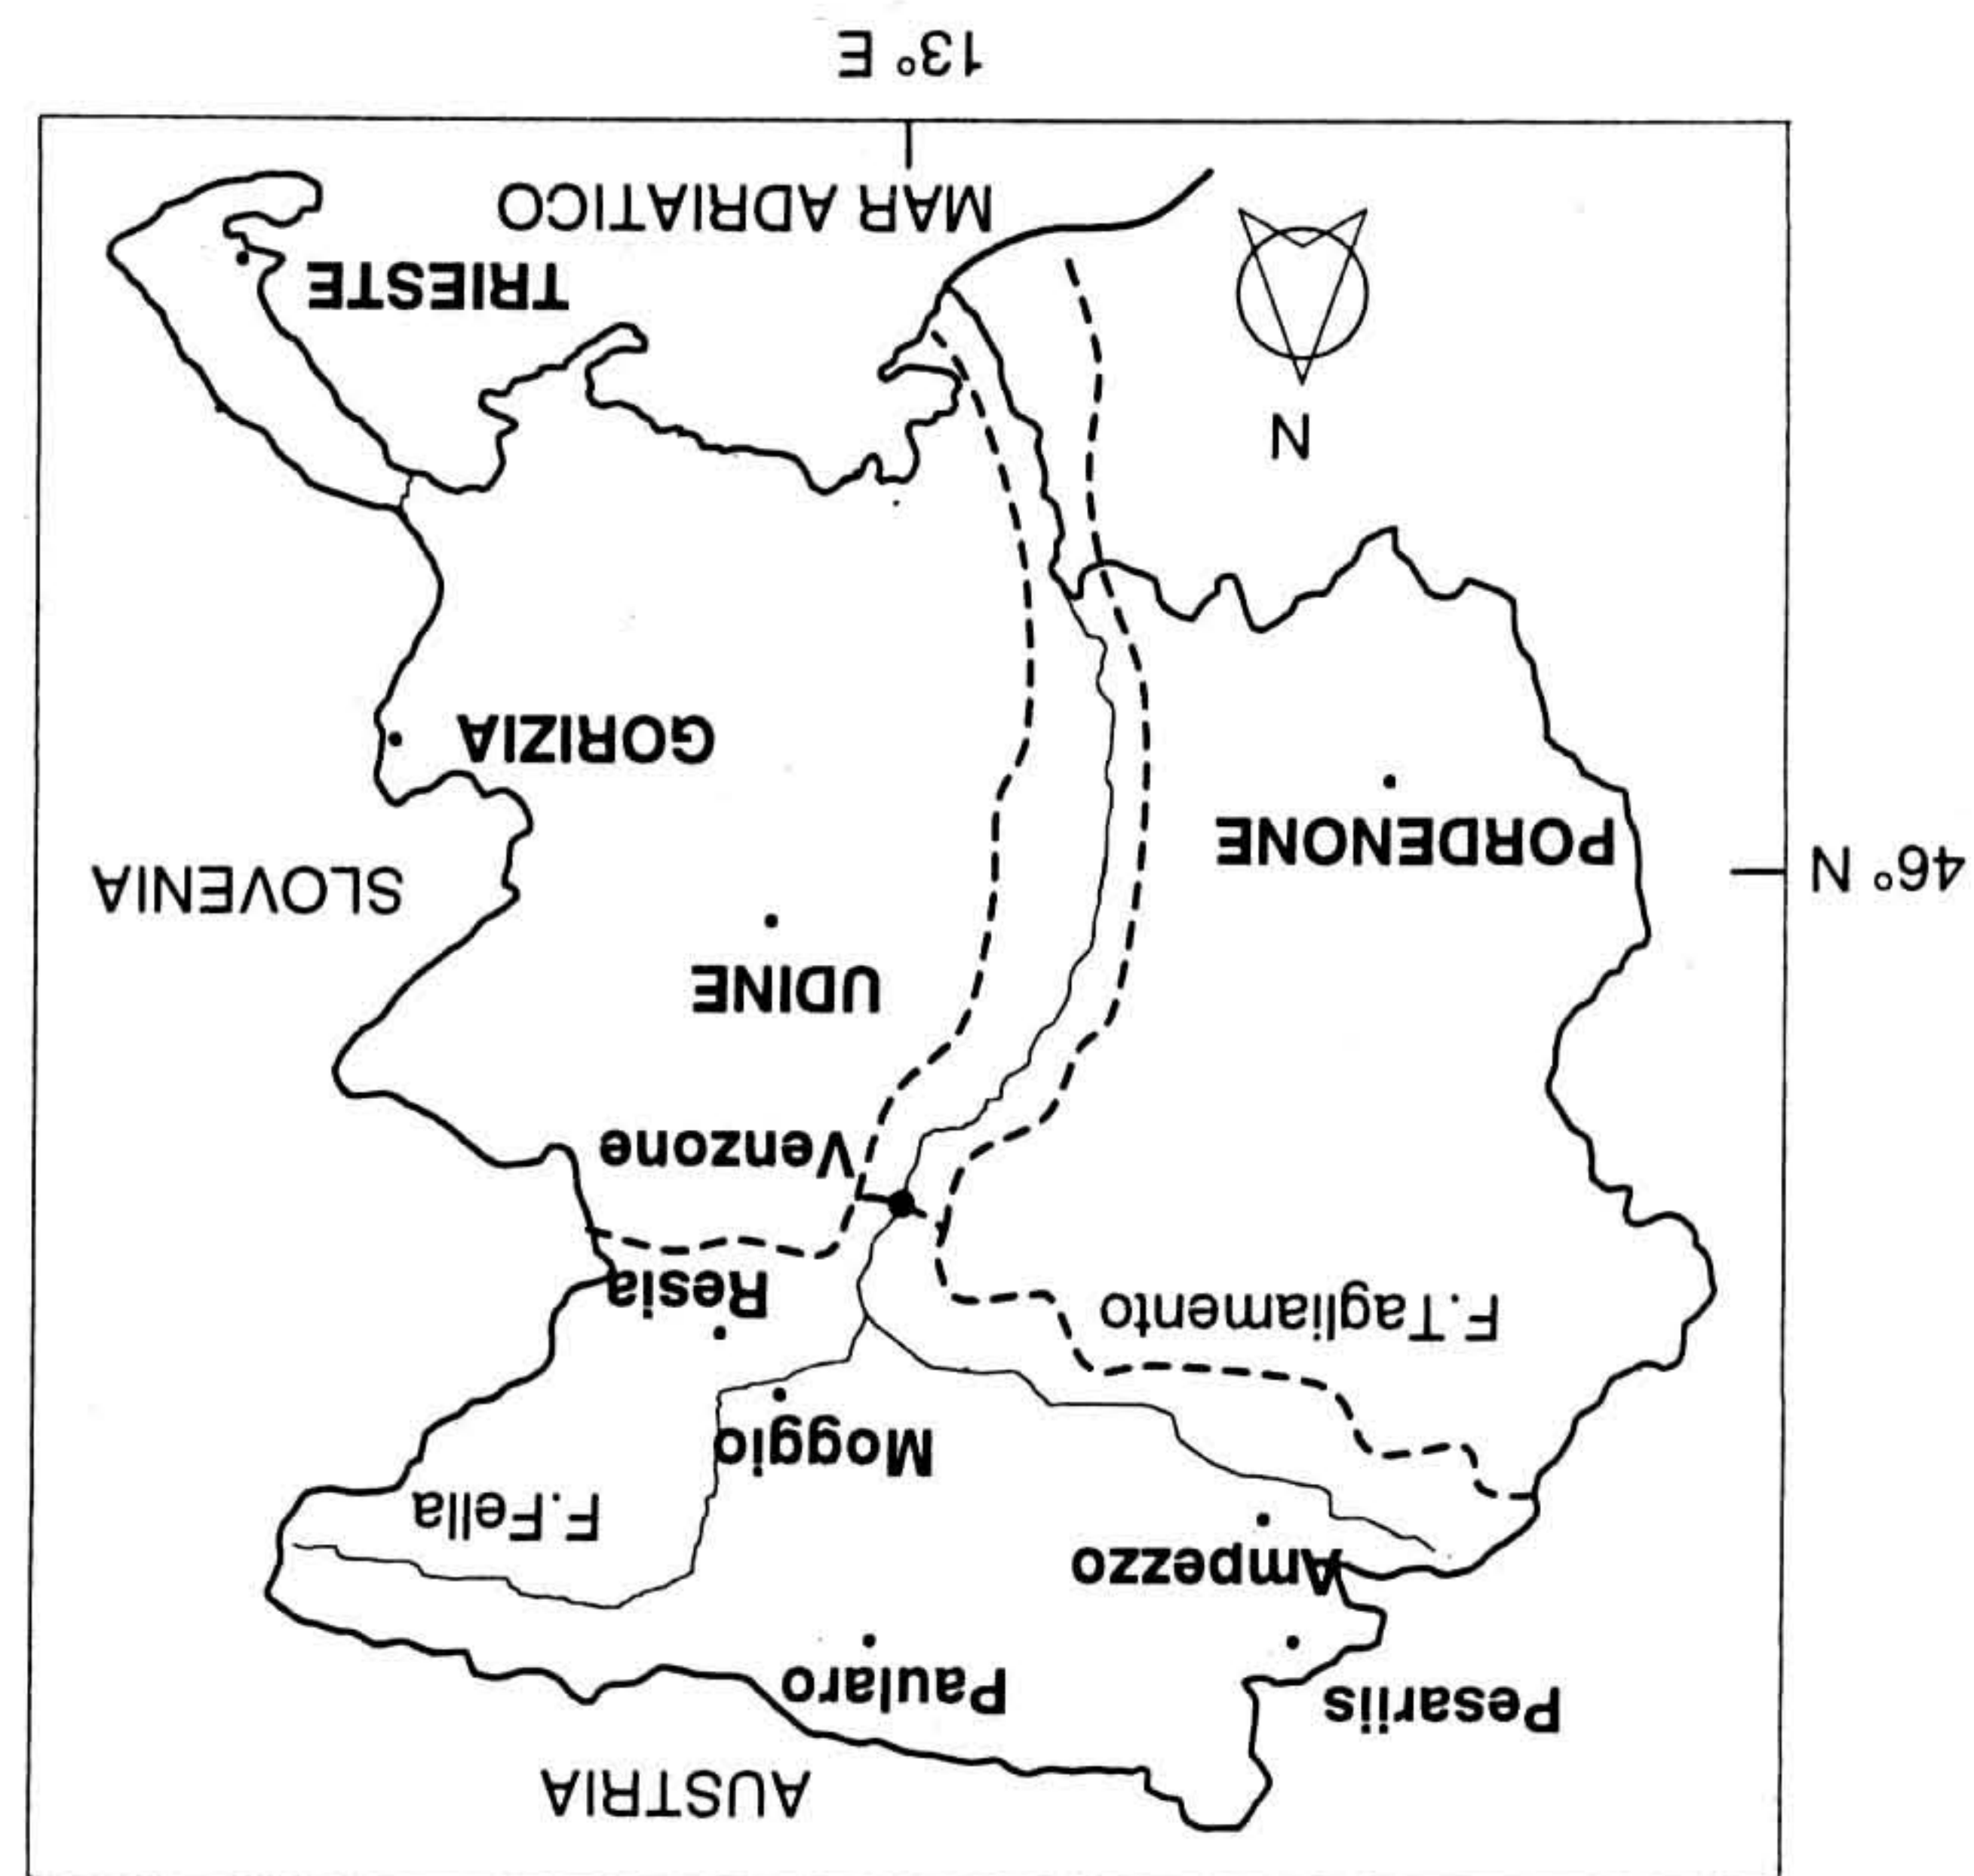 AUSTRIA
Pesariis
Paularo
Ampezzo
F.Fella
Moggio
F.Tagliamento
Resia
Venzone
UDINE
46° N
SLOVENIA
PORDENONE
GORIZIA
N
TRIESTE
MAR ADRIATICO
13° E